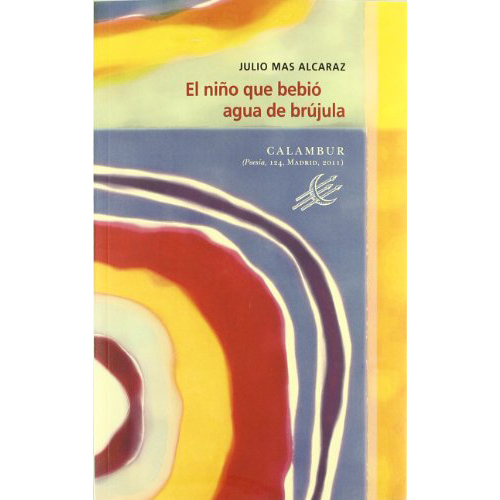 JULIO MAS ALCARAZ
El niño que bebió
agua de brújula
CALAMBUR
(Poesía, 124, Madrid, 2011)